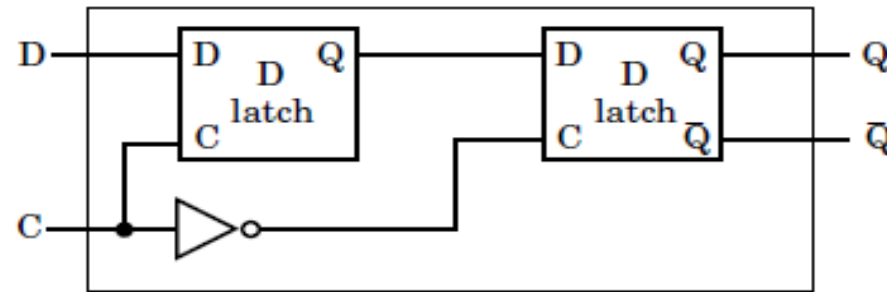 D D Q D Q Q
D D
latch latch
C C Q̄ Q̄
C